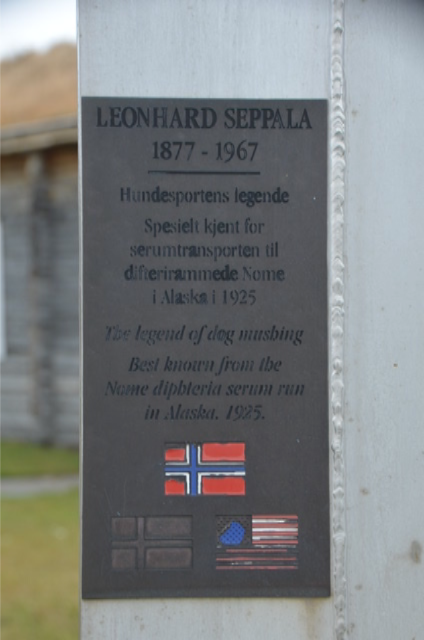 LEONHARD SEPPALA
1877 - 1967
Hundesportens legende
Spesielt kjent for
serumtransporten til
difterirammede Nome
i Alaska i 1925
The legend of dog mushing
Best known from the
Nome diphteria serum run
in Alaska. 1925.